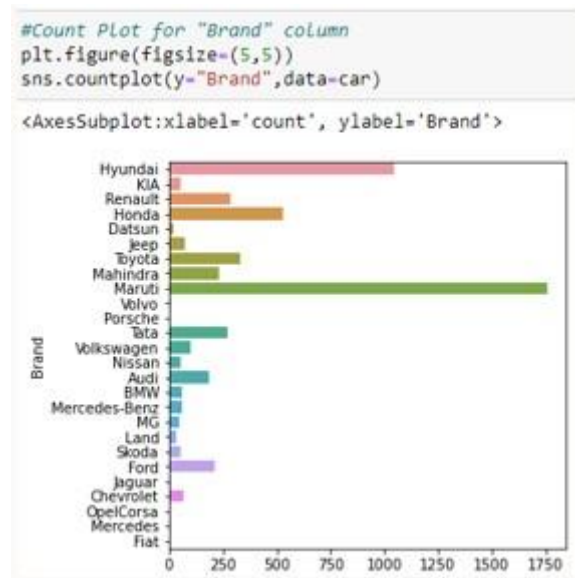 #Count Plot for "Brand" column
plt.figure(figsize=(5,5))
sns.countplot(y="Brand",data=car)
<AxesSubplot:xlabel='count', ylabel='Brand'>
Hyundai
KIA
Renault
Honda
Datsun
Jeep
Toyota
Mahindra
Maruti
Volvo
Porsche
Tata
Volkswagen
Nissan
Audi
BMW
Mercedes-Benz
MG
Land
Skoda
Ford
Jaguar
Chevrolet
OpelCorsa
Mercedes
Fiat
Brand
0 250 500 750 1000 1250 1500 1750